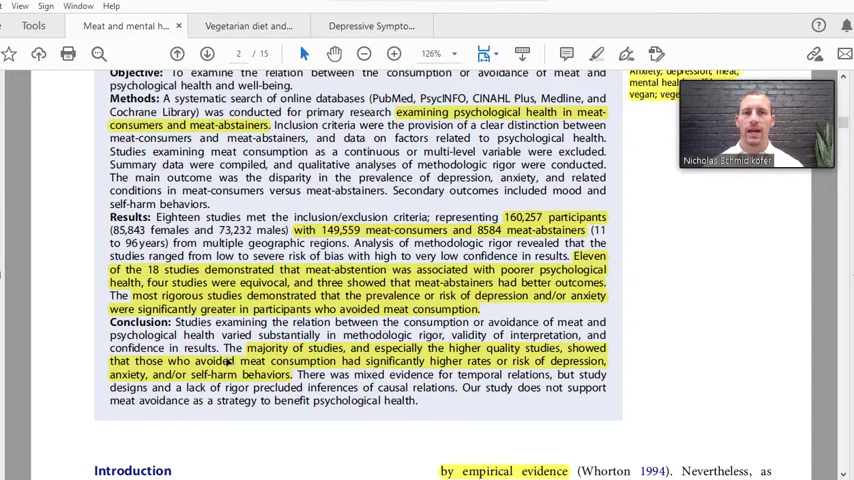 File View Sign Window Help
Tools Meat and mental h... × Vegetarian diet and... Depressive Sympto...
2 / 15 126%
Objective: To examine the relation between the consumption or avoidance of meat and
psychological health and well-being.
Methods: A systematic search of online databases (PubMed, PsycINFO, CINAHL Plus, Medline, and
Cochrane Library) was conducted for primary research examining psychological health in meat-
consumers and meat-abstainers. Inclusion criteria were the provision of a clear distinction between
meat-consumers and meat-abstainers, and data on factors related to psychological health.
Studies examining meat consumption as a continuous or multi-level variable were excluded.
Summary data were compiled, and qualitative analyses of methodologic rigor were conducted.
The main outcome was the disparity in the prevalence of depression, anxiety, and related
conditions in meat-consumers versus meat-abstainers. Secondary outcomes included mood and
self-harm behaviors.
Results: Eighteen studies met the inclusion/exclusion criteria; representing 160,257 participants
(85,843 females and 73,232 males) with 149,559 meat-consumers and 8584 meat-abstainers (11
to 96 years) from multiple geographic regions. Analysis of methodologic rigor revealed that the
studies ranged from low to severe risk of bias with high to very low confidence in results. Eleven
of the 18 studies demonstrated that meat-abstention was associated with poorer psychological
health, four studies were equivocal, and three showed that meat-abstainers had better outcomes.
The most rigorous studies demonstrated that the prevalence or risk of depression and/or anxiety
were significantly greater in participants who avoided meat consumption.
Conclusion: Studies examining the relation between the consumption or avoidance of meat and
psychological health varied substantially in methodologic rigor, validity of interpretation, and
confidence in results. The majority of studies, and especially the higher quality studies, showed
that those who avoided meat consumption had significantly higher rates or risk of depression,
anxiety, and/or self-harm behaviors. There was mixed evidence for temporal relations, but study
designs and a lack of rigor precluded inferences of causal relations. Our study does not support
meat avoidance as a strategy to benefit psychological health.
Anxiety; depression; meat;
mental heal
vegan; vege
Nicholas Schmidlkofer
Introduction
by empirical evidence (Whorton 1994). Nevertheless, as